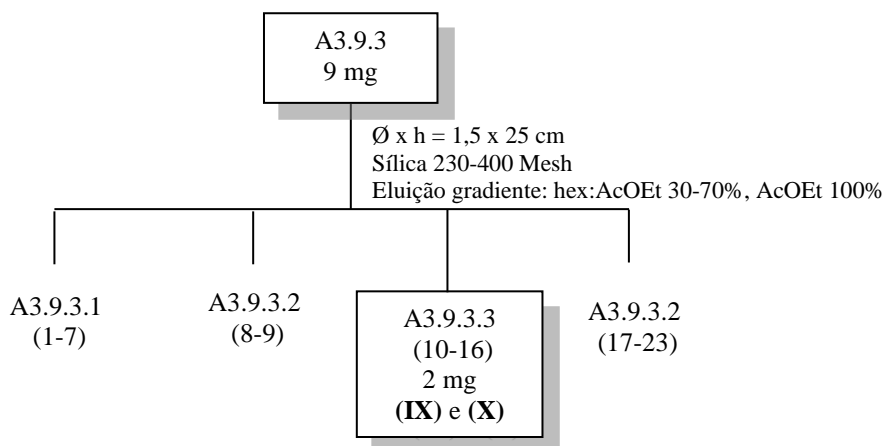 A3.9.3
9 mg
Ø x h = 1,5 x 25 cm
Sílica 230-400 Mesh
Eluição gradiente: hex:AcOEt 30-70%, AcOEt 100%
A3.9.3.1
(1-7)
A3.9.3.2
(8-9)
A3.9.3.3
(10-16)
2 mg
(IX) e (X)
A3.9.3.2
(17-23)